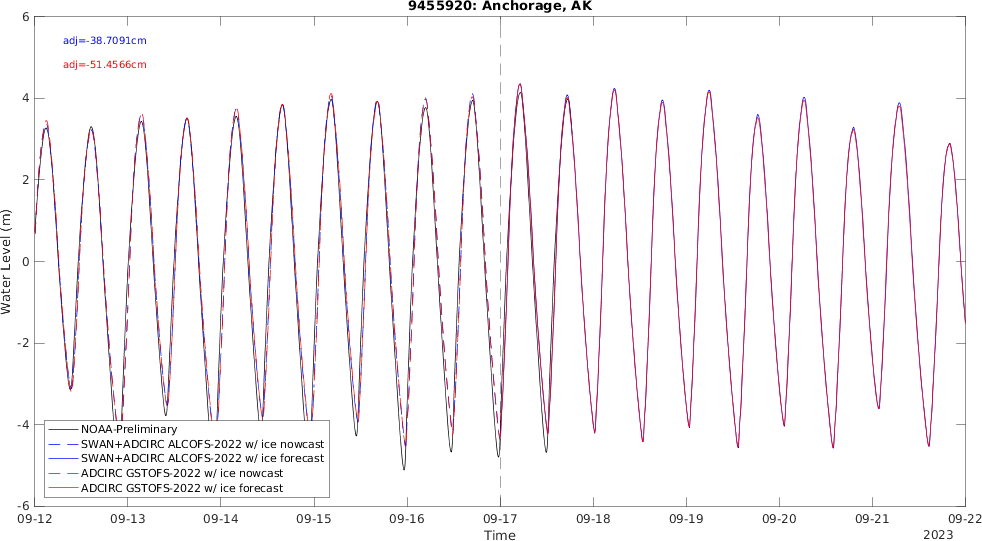 9455920: Anchorage, AK
adj=-38.7091cm
adj=-51.4566cm
Water Level (m)
6
4
2
0
-2
-4
-6
NOAA-Preliminary
SWAN+ADCIRC ALCOFS-2022 w/ ice nowcast
SWAN+ADCIRC ALCOFS-2022 w/ ice forecast
ADCIRC GSTOFS-2022 w/ ice nowcast
ADCIRC GSTOFS-2022 w/ ice forecast
09-12 09-13 09-14 09-15 09-16 09-17 09-18 09-19 09-20 09-21 09-22
Time
2023